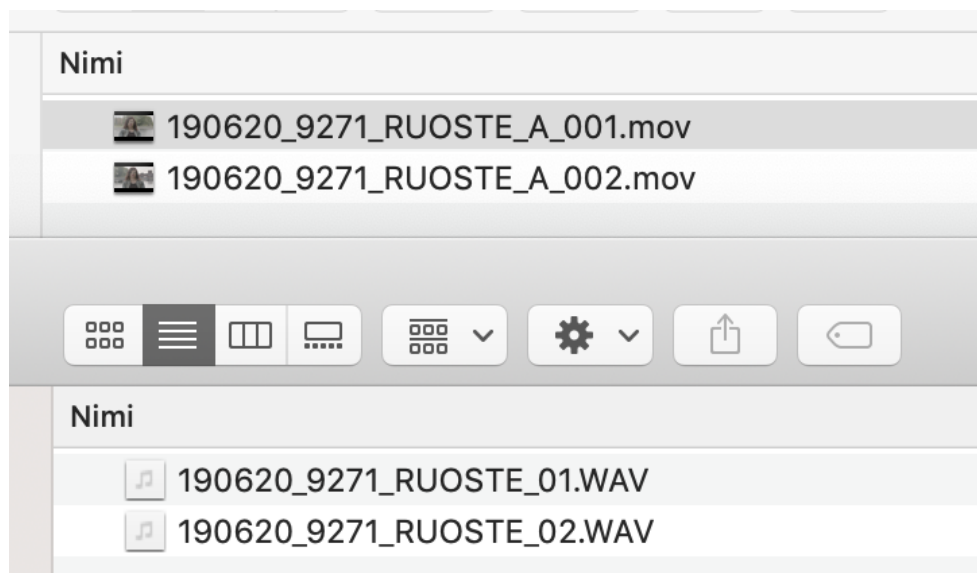 Nimi
190620_9271_RUOSTE_A_001.mov
190620_9271_RUOSTE_A_002.mov
Nimi
190620_9271_RUOSTE_01.WAV
190620_9271_RUOSTE_02.WAV